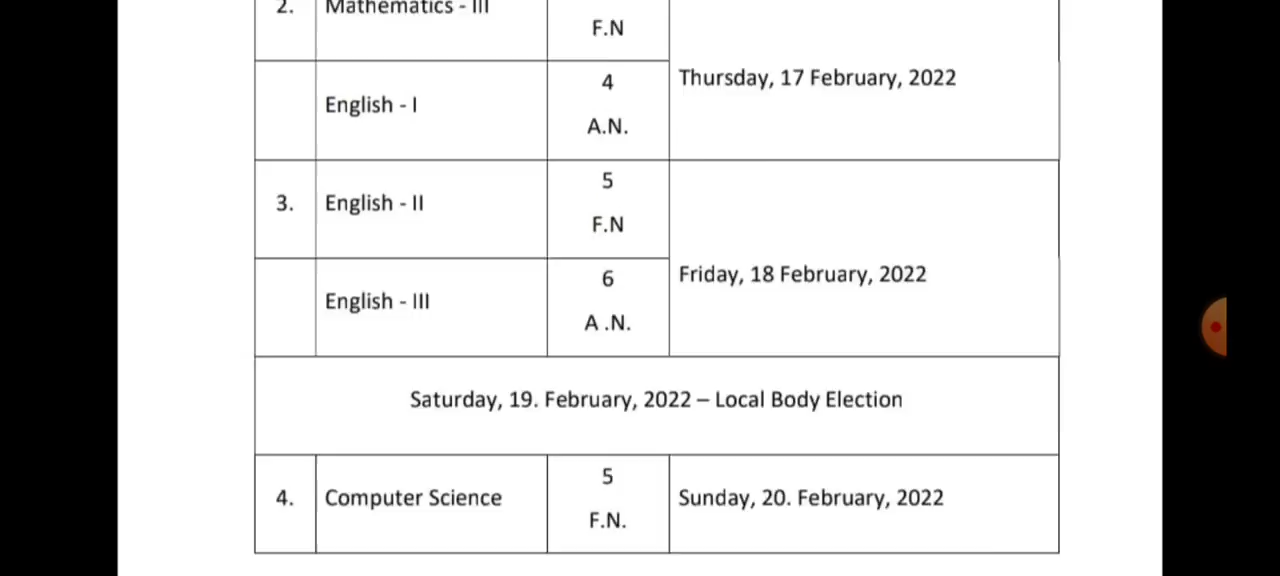 2.
Mathematics - III
F.N
Thursday, 17 February, 2022
English - I
4
A.N.
3.
English - II
5
F.N
Friday, 18 February, 2022
English - III
6
A .N.
Saturday, 19. February, 2022 – Local Body Election
4.
Computer Science
5
F.N.
Sunday, 20. February, 2022